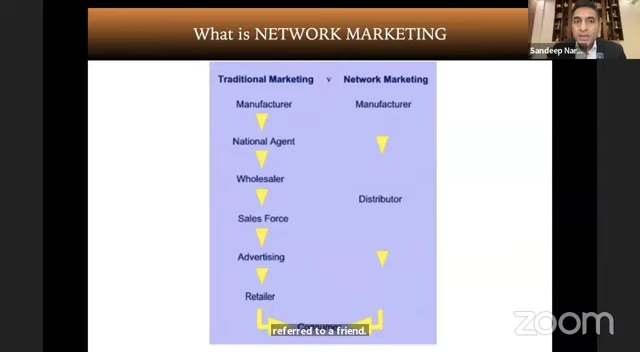 What is NETWORK MARKETING
Sandeep Nar...
Traditional Marketing v Network Marketing
Manufacturer Manufacturer
National Agent
Wholesaler
Distributor
Sales Force
Advertising
Retailer
Consumer
referred to a friend.
zoom